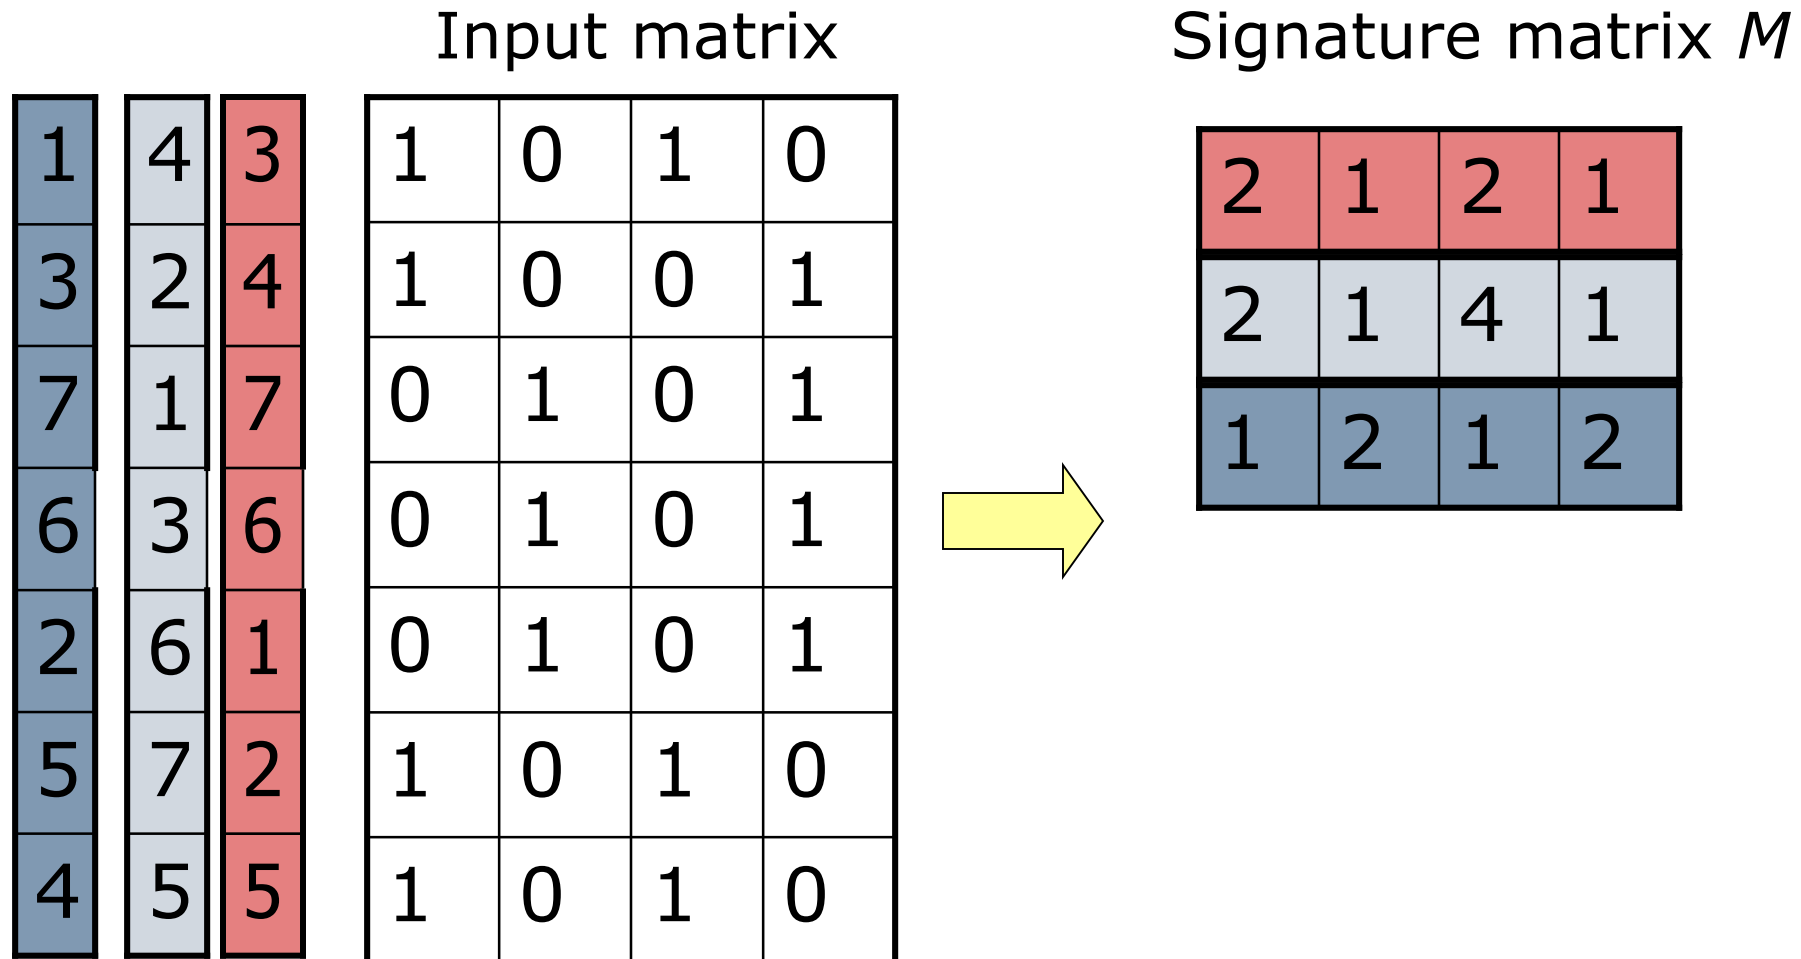 Input matrix
Signature matrix M
1 4 3 1 0 1 0
3 2 4 1 0 0 1
7 1 7 0 1 0 1
6 3 6 0 1 0 1
2 6 1 0 1 0 1
5 7 2 1 0 1 0
4 5 5 1 0 1 0
2 1 2 1
2 1 4 1
1 2 1 2